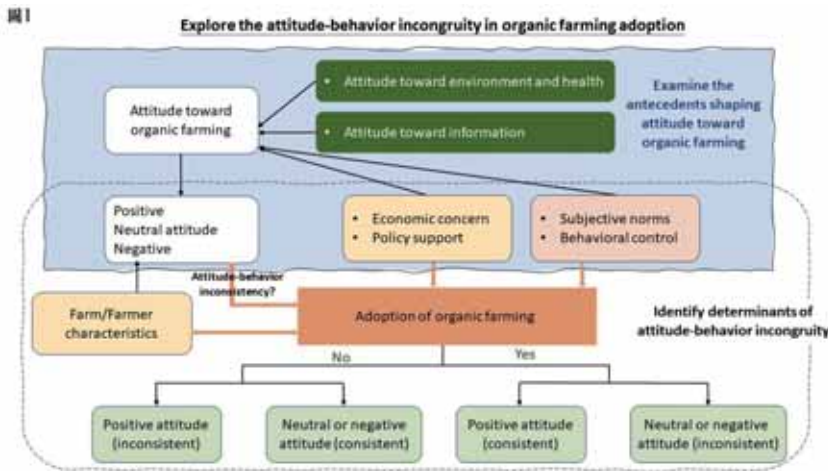 圖1
Explore the attitude-behavior incongruity in organic farming adoption
Attitude toward
organic farming
• Attitude toward environment and health
• Attitude toward information
Examine the
antecedents shaping
attitude toward
organic farming
Positive
Neutral attitude
Negative
• Economic concern
• Policy support
• Subjective norms
• Behavioral control
Attitude-behavior
inconsistency?
Farm/Farmer
characteristics
Adoption of organic farming
Identify determinants of
attitude-behavior incongruity
No
Yes
Positive attitude
(inconsistent)
Neutral or negative
attitude (consistent)
Positive attitude
(consistent)
Neutral or negative
attitude (inconsistent)